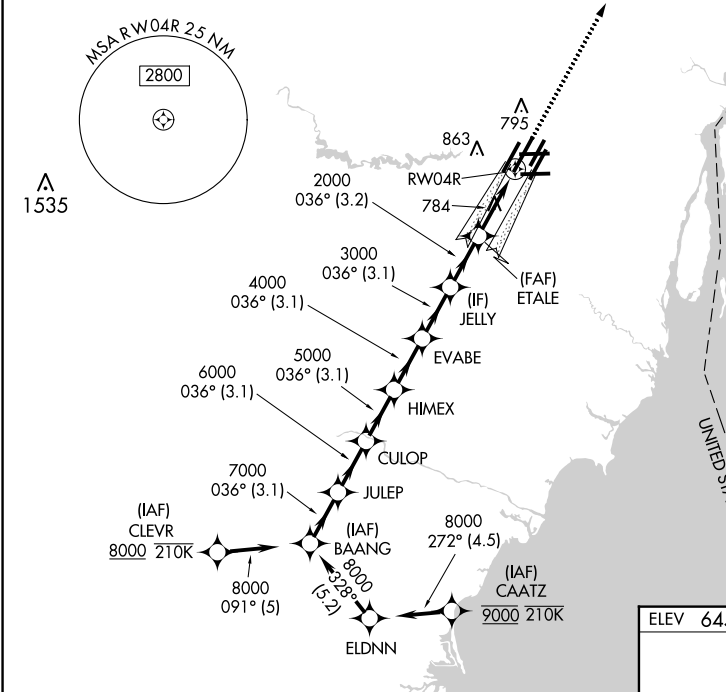 MSA RW04R 25 NM
2800
1535
863
795
RW04R
784
2000
036° (3.2)
3000
036° (3.1)
(FAF)
ETALE
4000
036° (3.1)
(IF)
JELLY
EVABE
5000
036° (3.1)
HIMEX
6000
036° (3.1)
CULOP
7000
036° (3.1)
JULEP
(IAF)
CLEVR
8000 210K
(IAF)
BAANG
8000
091° (5)
8000
328°
(5.2)
8000
272° (4.5)
(IAF)
CAATZ
9000 210K
ELDNN
UNITED STA
ELEV 64